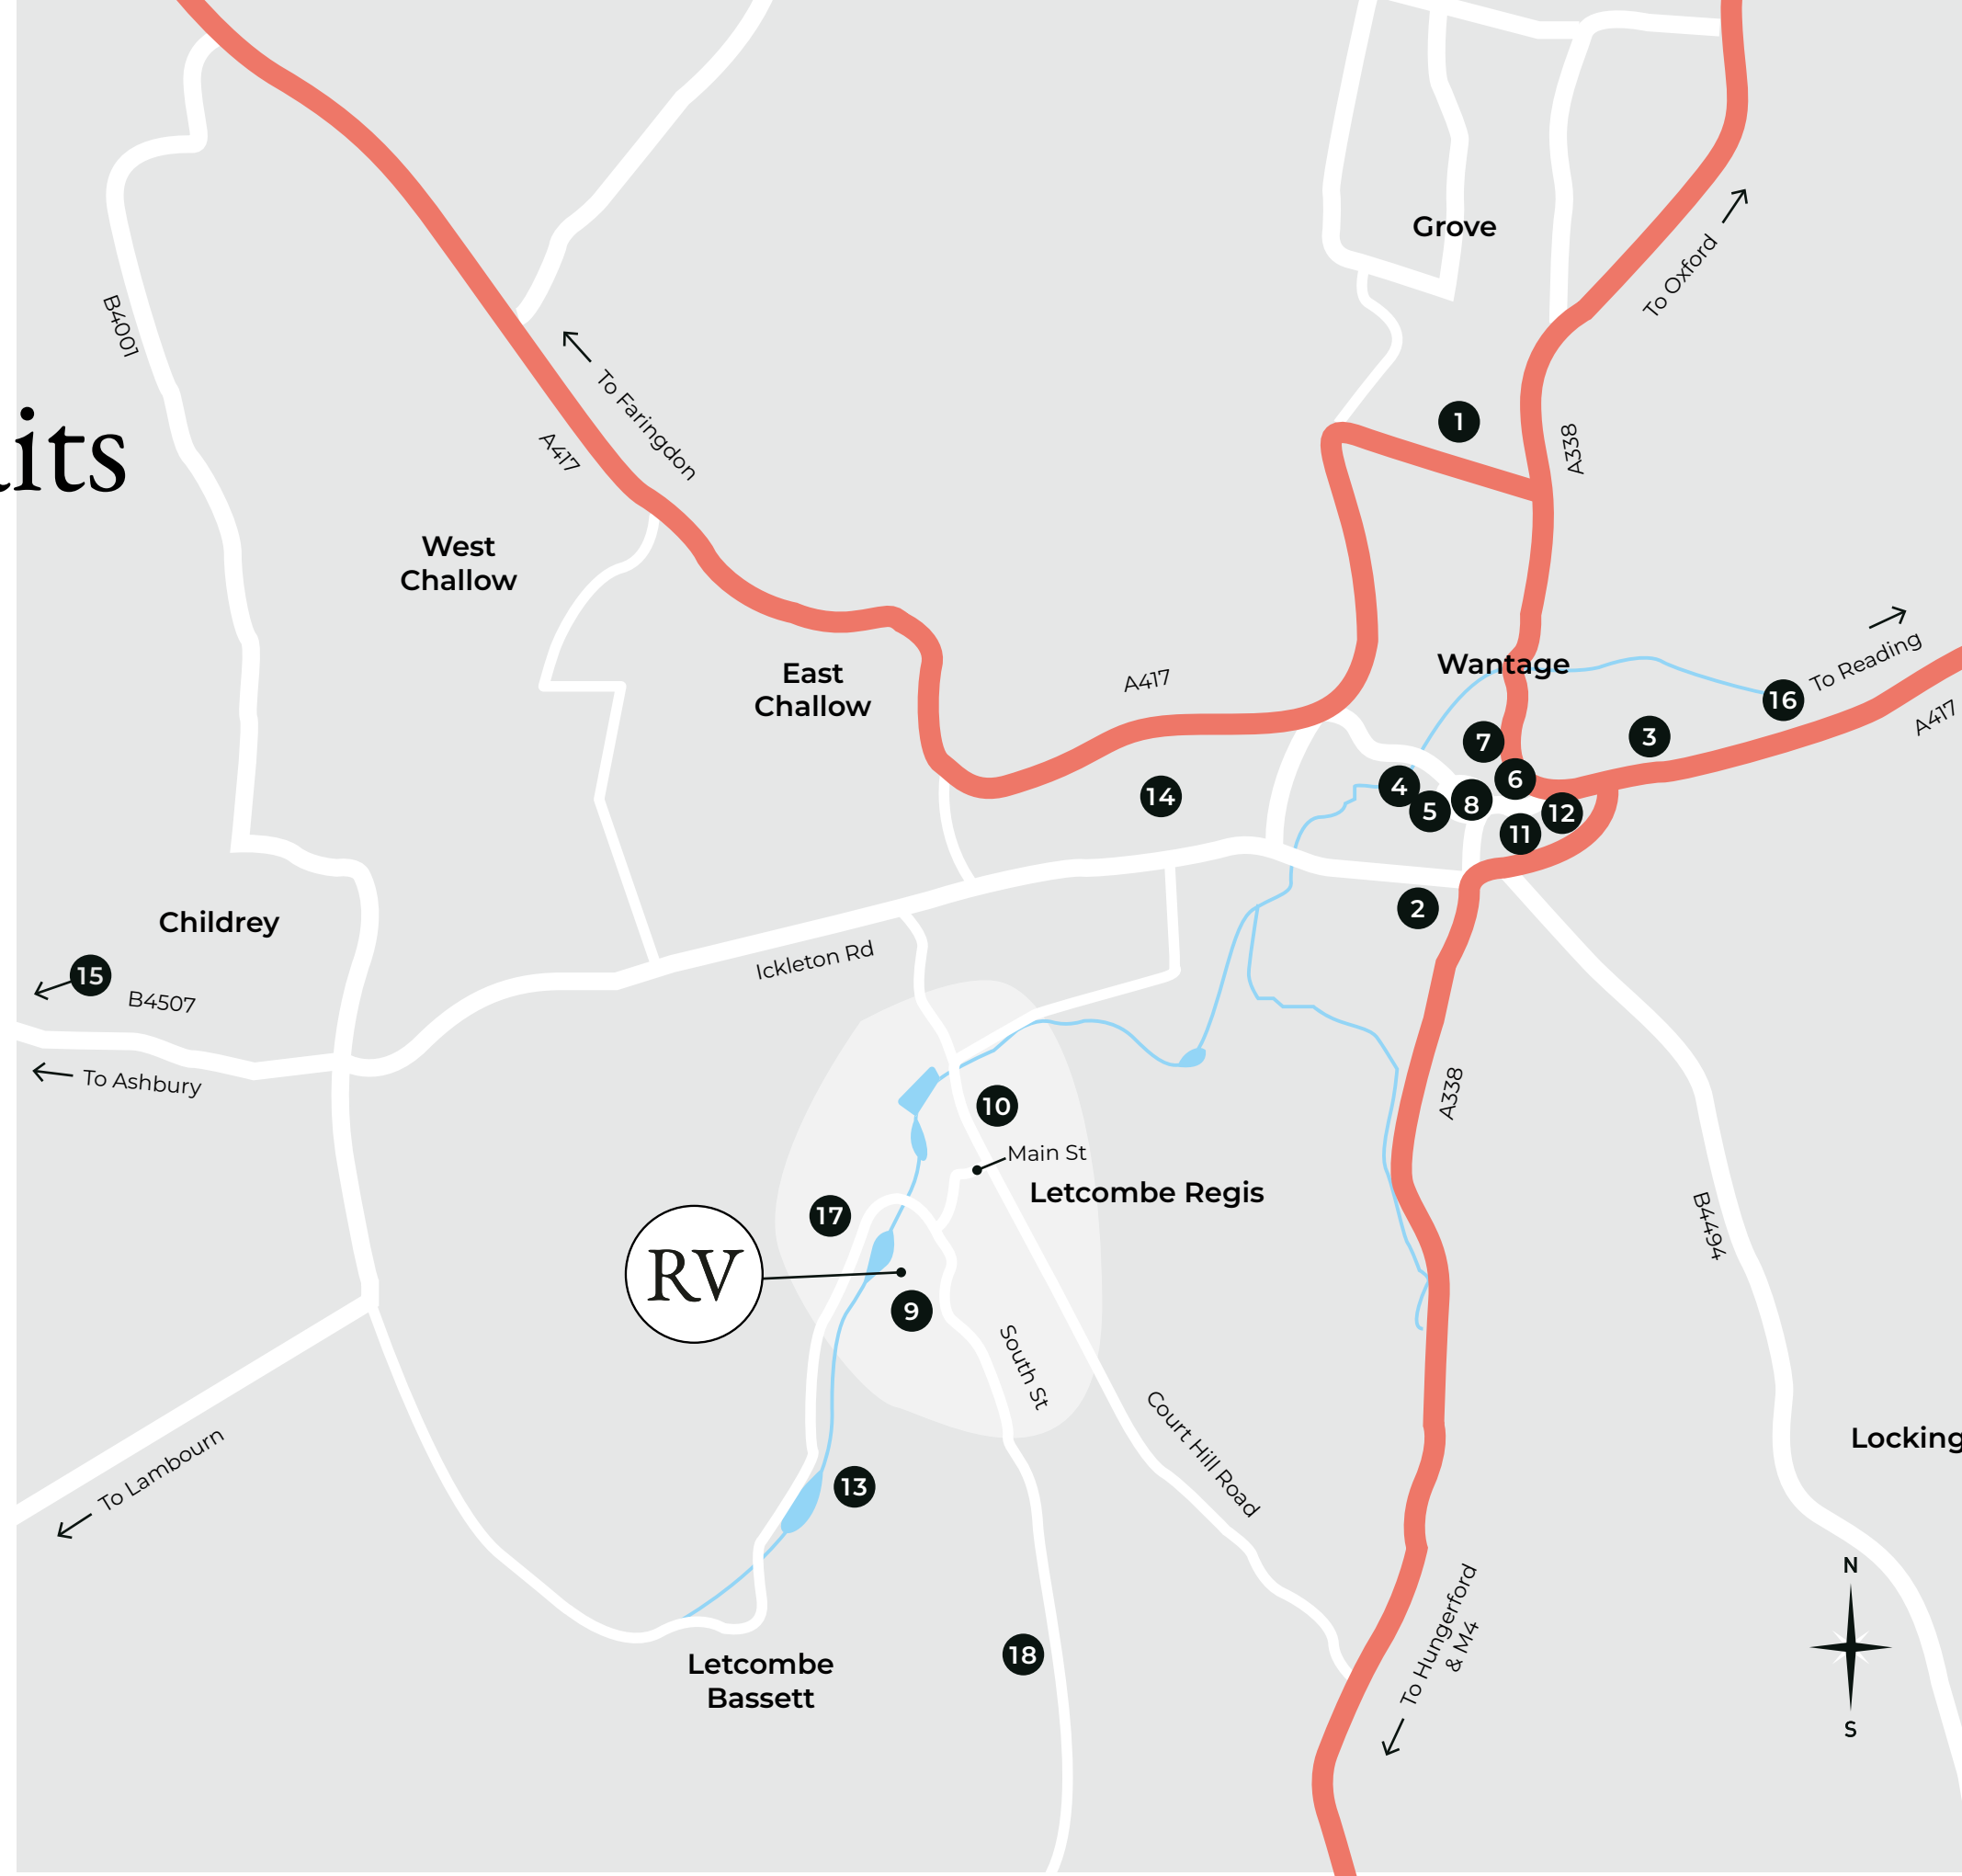 Grove
To Oxford
B4001
To Faringdon
A417
its
1
A338
West
Challow
East
Challow
A417
Wantage
To Reading
16
A417
7
3
6
4
5
8
12
11
14
2
Childrey
15
B4507
Ickleton Rd
To Ashbury
10
Main St
Letcombe Regis
A338
17
RV
9
B4494
South St
Court Hill Road
To Lambourn
13
Locking
N
To Hungerford
& M4
18
Letcombe
Bassett
S